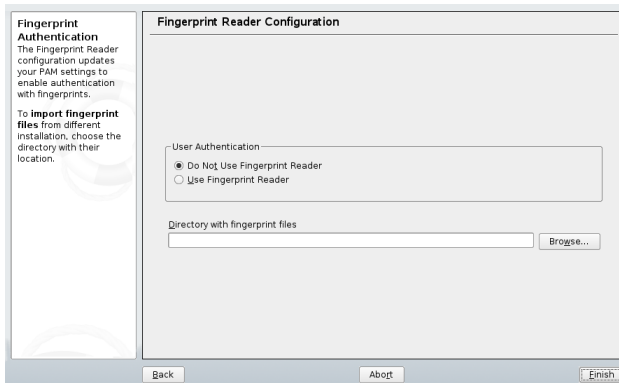 Fingerprint
Authentication
The Fingerprint Reader
configuration updates
your PAM settings to
enable authentication
with fingerprints.
To import fingerprint
files from different
installation, choose the
directory with their
location.
Fingerprint Reader Configuration
User Authentication
Do Not Use Fingerprint Reader
Use Fingerprint Reader
Directory with fingerprint files
Browse...
Back
Abort
Finish